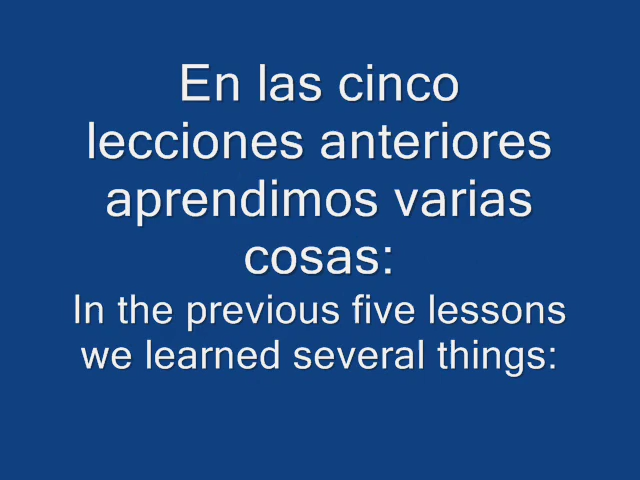 En las cinco
lecciones anteriores
aprendimos varias
cosas:
In the previous five lessons
we learned several things: